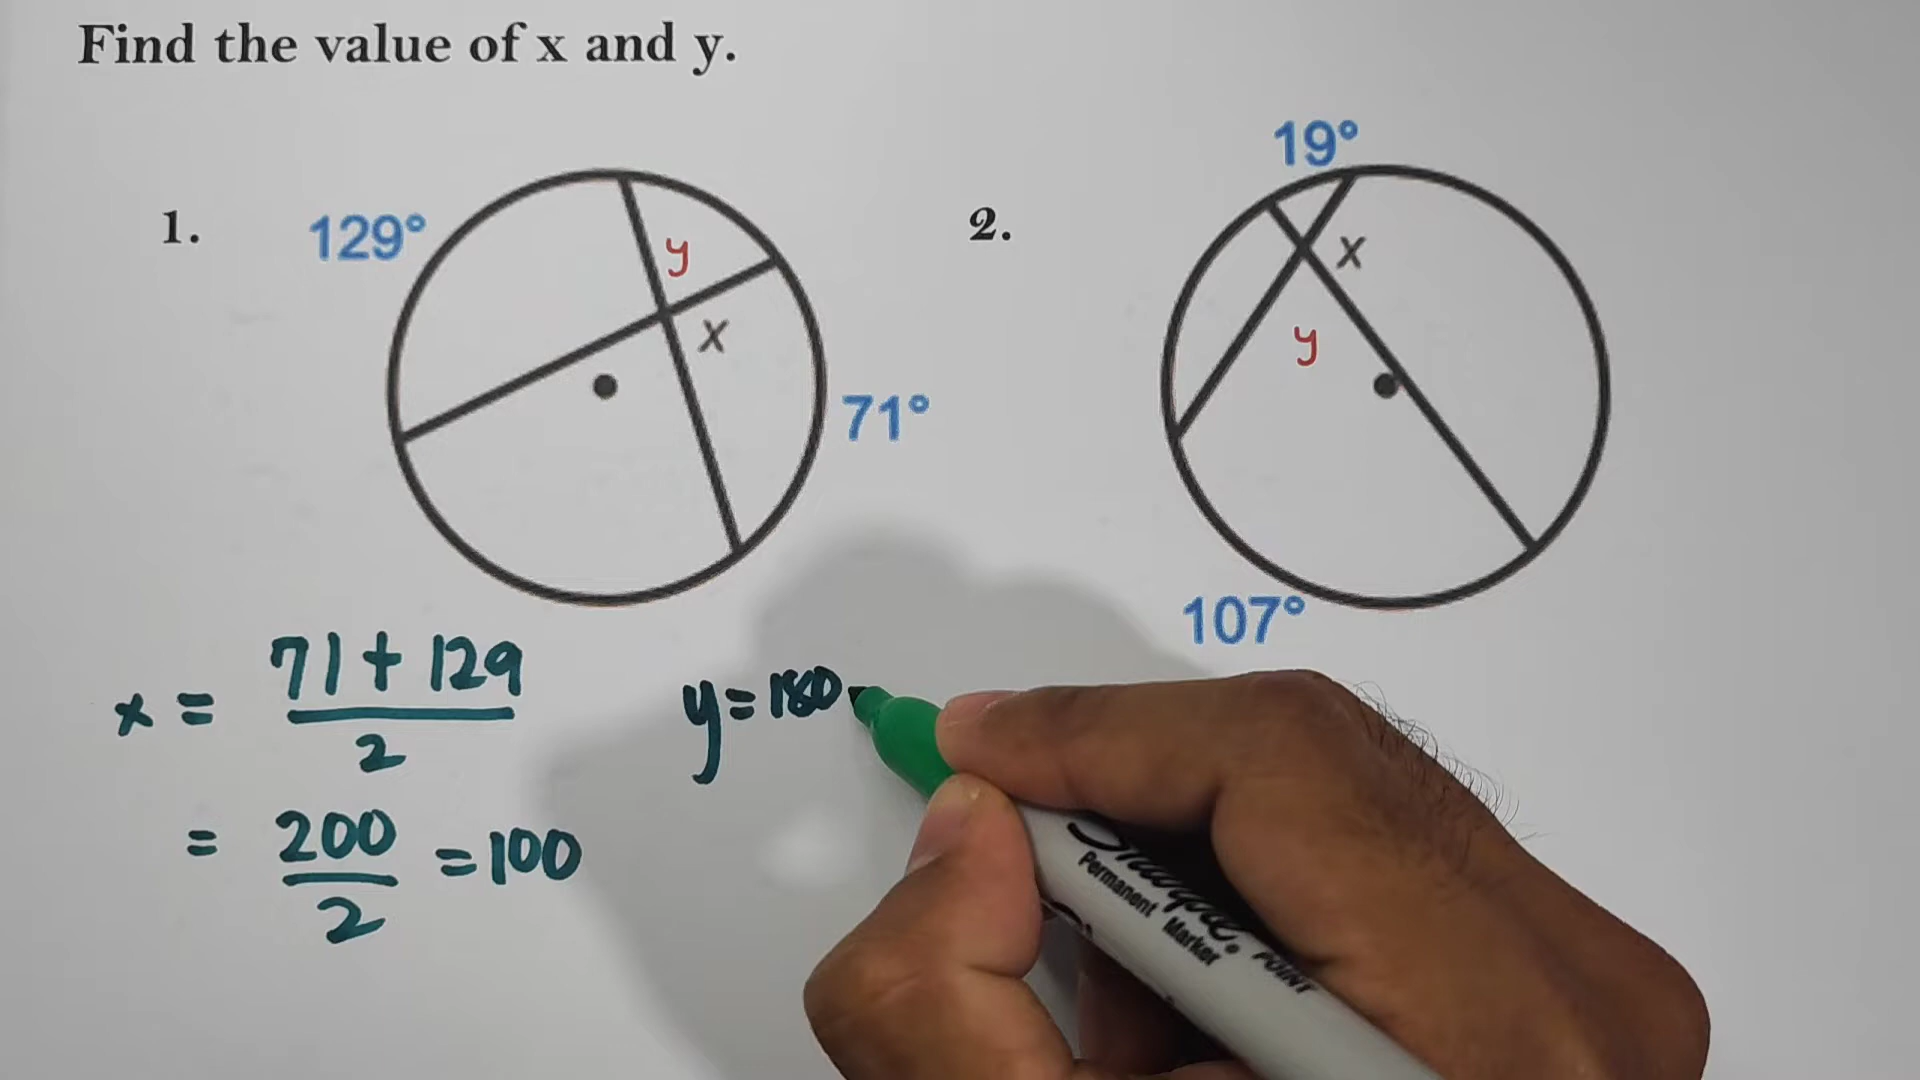 Find the value of x and y.
1.
129°
y
x
71°
2.
19°
x
y
107°
x = 71 + 129
2
= 200
2
= 100
y = 180
Sharpie.
Permanent Marker
POINT